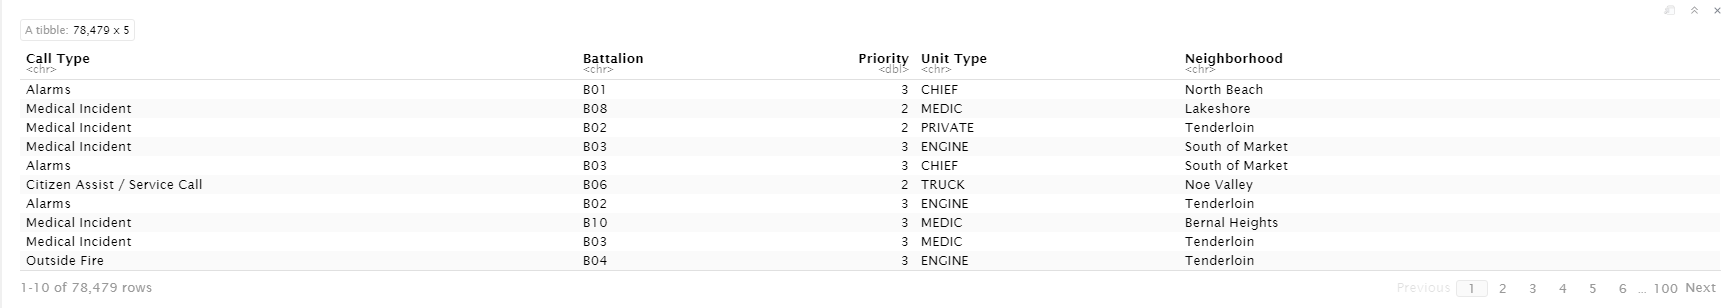 A tibble: 78,479 x 5
Call Type Battalion Priority Unit Type Neighborhood
<chr> <chr> <dbl> <chr> <chr>
Alarms B01 3 CHIEF North Beach
Medical Incident B08 2 MEDIC Lakeshore
Medical Incident B02 2 PRIVATE Tenderloin
Medical Incident B03 3 ENGINE South of Market
Alarms B03 3 CHIEF South of Market
Citizen Assist / Service Call B06 2 TRUCK Noe Valley
Alarms B02 3 ENGINE Tenderloin
Medical Incident B10 3 MEDIC Bernal Heights
Medical Incident B03 3 MEDIC Tenderloin
Outside Fire B04 3 ENGINE Tenderloin
1-10 of 78,479 rows Previous 1 2 3 4 5 6 ... 100 Next